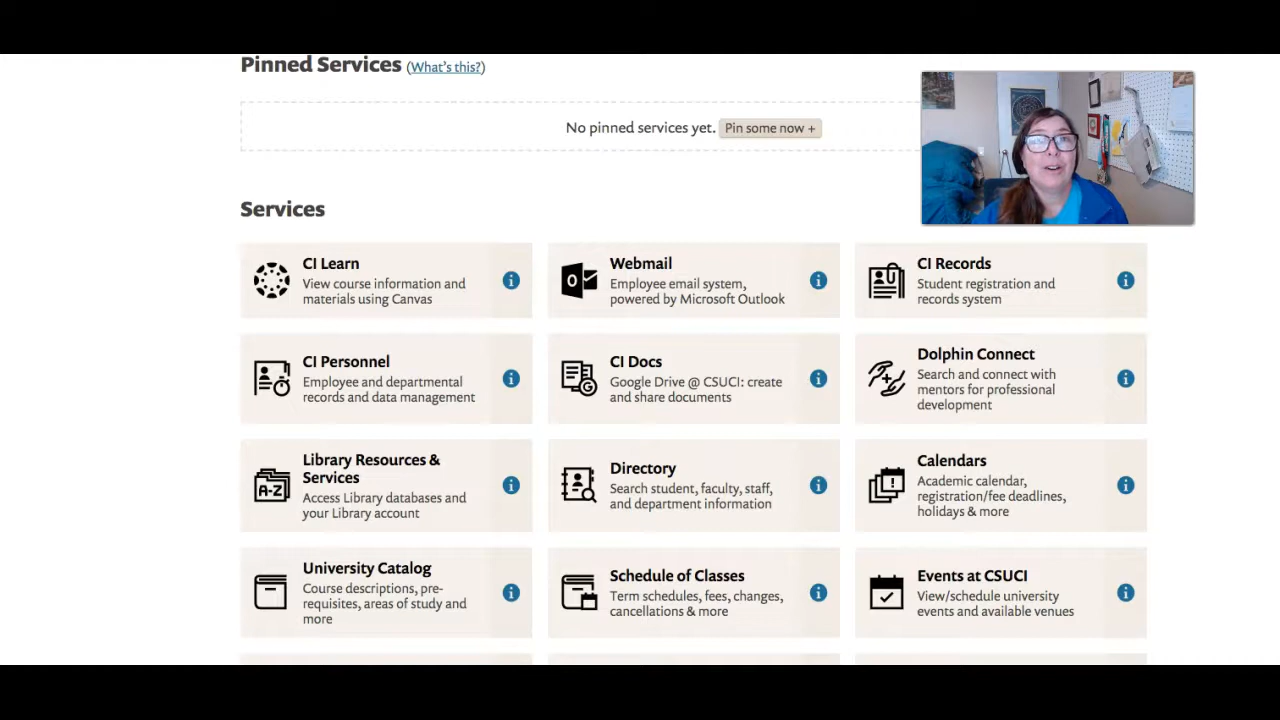 Pinned Services (What's this?)
No pinned services yet. Pin some now +
Services
CI Learn
View course information and
materials using Canvas
Webmail
Employee email system,
powered by Microsoft Outlook
CI Records
Student registration and
records system
CI Personnel
Employee and departmental
records and data management
CI Docs
Google Drive @ CSUCI: create
and share documents
Dolphin Connect
Search and connect with
mentors for professional
development
A-Z
Library Resources &
Services
Access Library databases and
your Library account
Directory
Search student, faculty, staff,
and department information
Calendars
Academic calendar,
registration/fee deadlines,
holidays & more
University Catalog
Course descriptions, pre-
requisites, areas of study and
more
Schedule of Classes
Term schedules, fees, changes,
cancellations & more
Events at CSUCI
View/schedule university
events and available venues